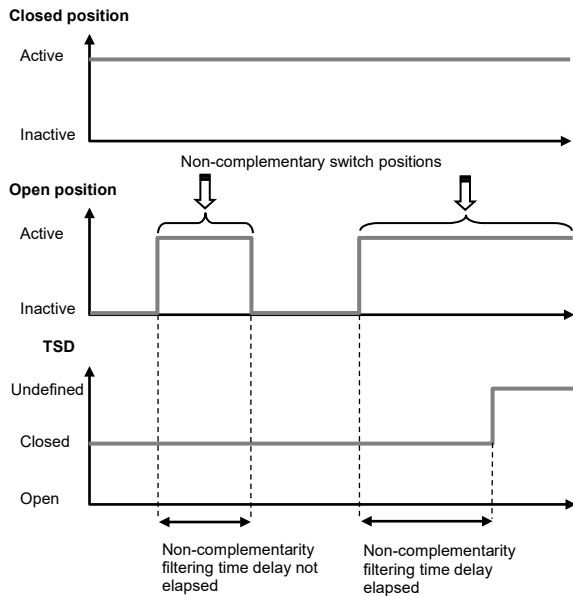 Closed position
Active
Inactive
Non-complementary switch positions
Open position
Active
Inactive
TSD
Undefined
Closed
Open
Non-complementarity
filtering time delay not
elapsed
Non-complementarity
filtering time delay
elapsed